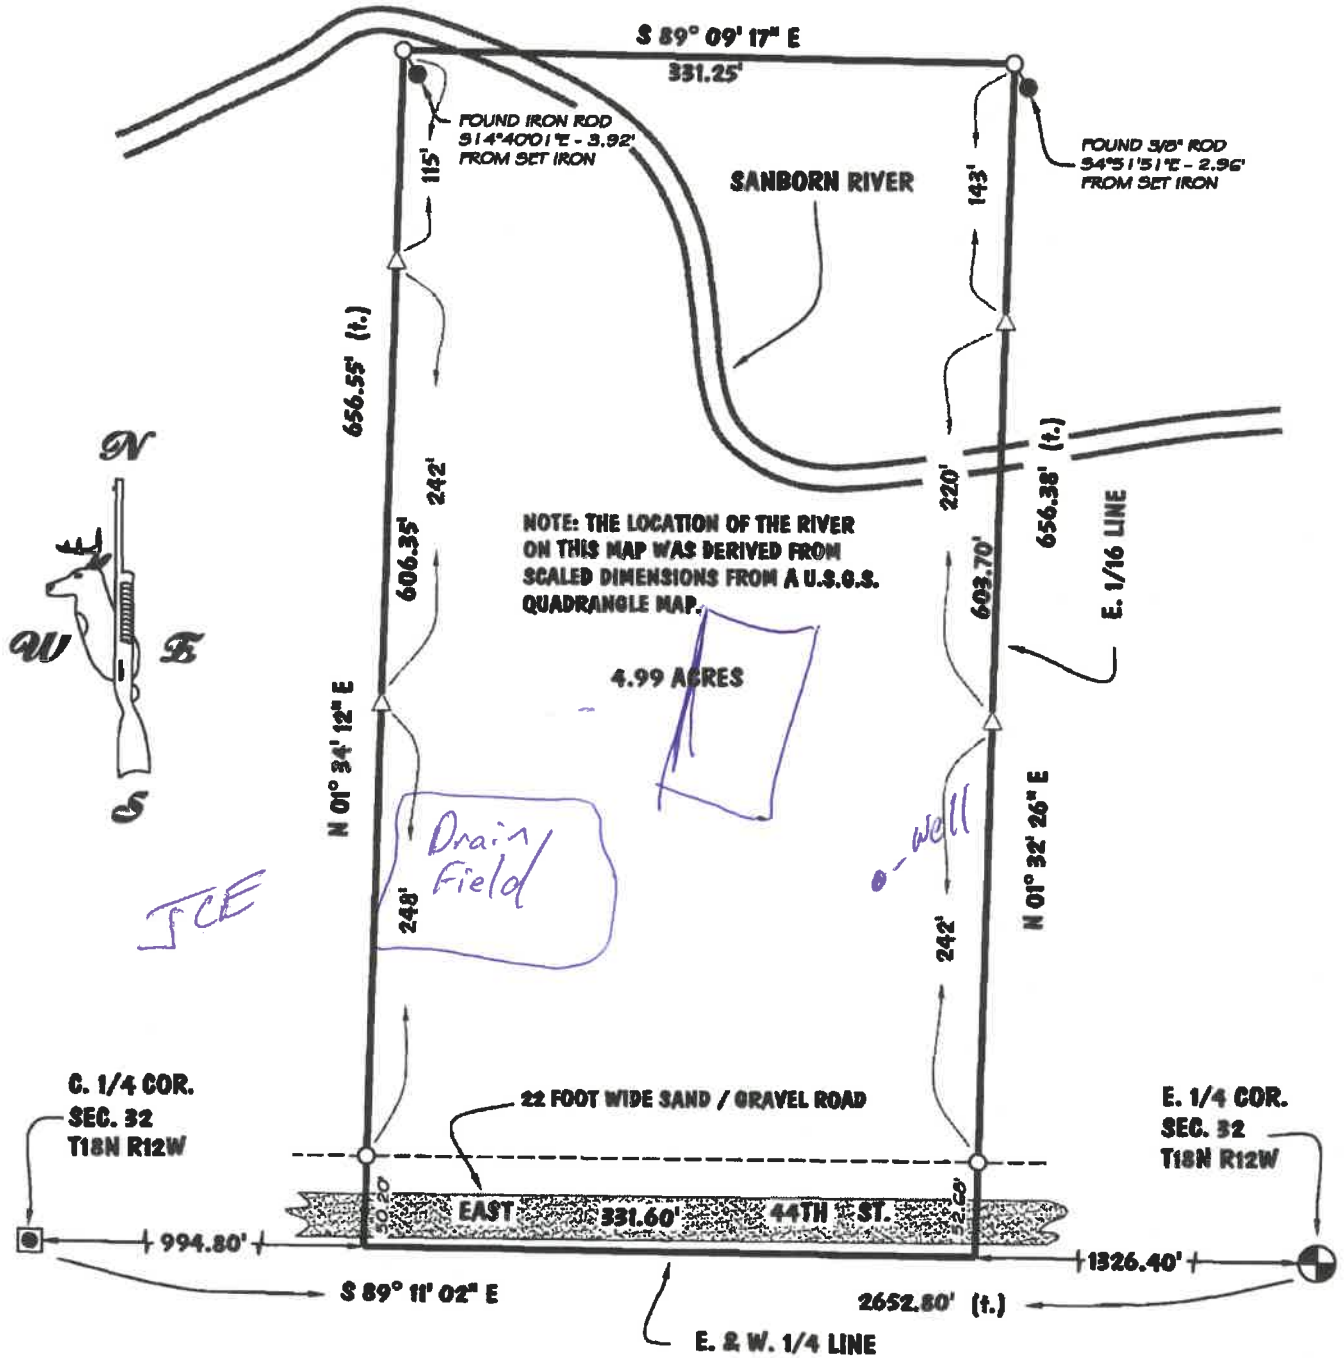 S 89° 09' 17" E
331.25'
FOUND IRON ROD
S14°40'01"E - 3.92'
FROM SET IRON
FOUND 3/8" ROD
S4°51'51"E - 2.96'
FROM SET IRON
115'
143'
SANBORN RIVER
656.55' (t.)
242'
606.35'
220'
656.38' (t.)
603.70'
E. 1/16 LINE
N
W
E
S
NOTE: THE LOCATION OF THE RIVER
ON THIS MAP WAS DERIVED FROM
SCALED DIMENSIONS FROM A U.S.G.S.
QUADRANGLE MAP.
4.99 ACRES
N 01° 34' 12" E
N 01° 32' 26" E
Drain
Field
well
248'
242'
C. 1/4 COR.
SEC. 32
T18N R12W
22 FOOT WIDE SAND / GRAVEL ROAD
E. 1/4 COR.
SEC. 32
T18N R12W
50.20'
EAST 331.60' 44TH ST.
52.68'
994.80'
1326.40'
S 89° 11' 02" E
2652.80' (t.)
E. & W. 1/4 LINE